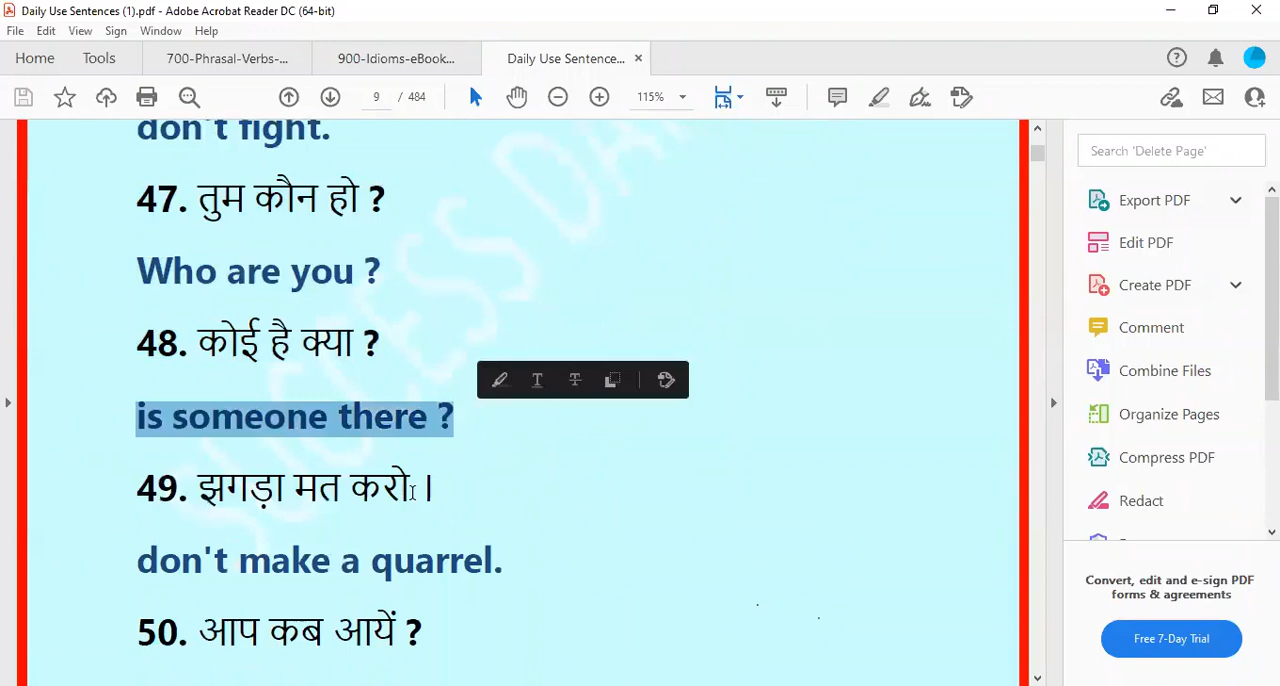 Daily Use Sentences (1).pdf - Adobe Acrobat Reader DC (64-bit)
File Edit View Sign Window Help
Home Tools 700-Phrasal-Verbs-... 900-Idioms-eBook... Daily Use Sentence...
9 / 484 115%
don't fight.
47. तुम कौन हो ?
Who are you ?
48. कोई है क्या ?
is someone there ?
49. झगड़ा मत करो ।
don't make a quarrel.
50. आप कब आयें ?
Search 'Delete Page'
Export PDF
Edit PDF
Create PDF
Comment
Combine Files
Organize Pages
Compress PDF
Redact
Convert, edit and e-sign PDF
forms & agreements
Free 7-Day Trial